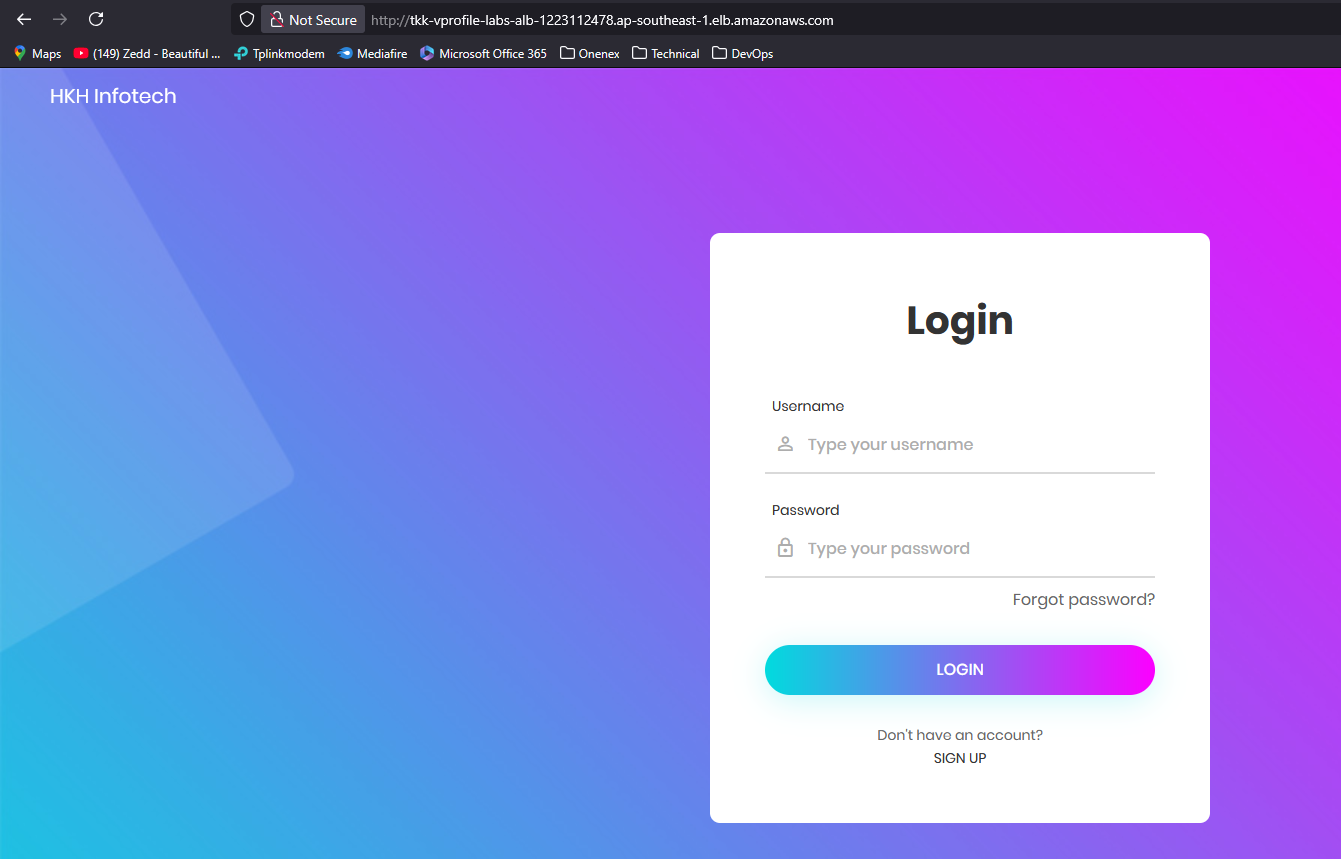 Not Secure http://tkk-vprofile-labs-alb-1223112478.ap-southeast-1.elb.amazonaws.com
Maps (149) Zedd - Beautiful ... Tplinkmodem Mediafire Microsoft Office 365 Onenex Technical DevOps
HKH Infotech
Login
Username
Type your username
Password
Type your password
Forgot password?
LOGIN
Don't have an account?
SIGN UP